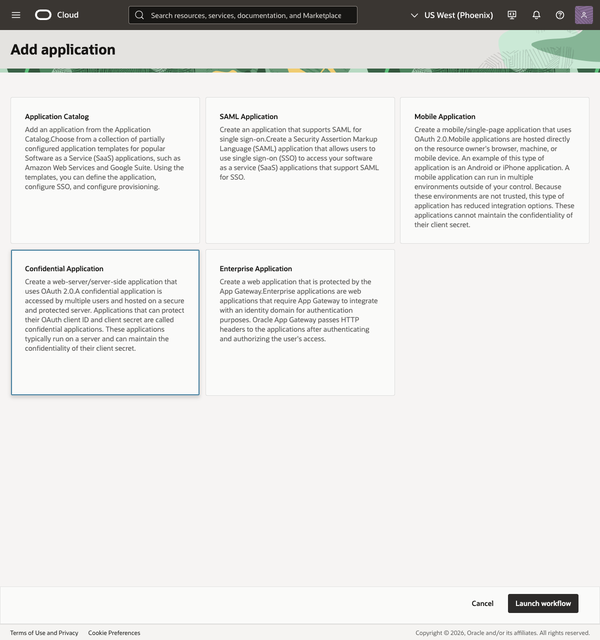 Cloud
Search resources, services, documentation, and Marketplace
US West (Phoenix)
Add application
Application Catalog
Add an application from the Application
Catalog.Choose from a collection of partially
configured application templates for popular
Software as a Service (SaaS) applications, such as
Amazon Web Services and Google Suite. Using the
templates, you can define the application,
configure SSO, and configure provisioning.
SAML Application
Create an application that supports SAML for
single sign-on.Create a Security Assertion Markup
Language (SAML) application that allows users to
use single sign-on (SSO) to access your software
as a service (SaaS) applications that support SAML
for SSO.
Mobile Application
Create a mobile/single-page application that uses
OAuth 2.0.Mobile applications are hosted directly
on the resource owner's browser, machine, or
mobile device. An example of this type of
application is an Android or iPhone application. A
mobile application can run in multiple
environments outside of your control. Because
these environments are not trusted, this type of
application has reduced integration options. These
applications cannot maintain the confidentiality of
their client secret.
Confidential Application
Create a web-server/server-side application that
uses OAuth 2.0.A confidential application is
accessed by multiple users and hosted on a secure
and protected server. Applications that can protect
their OAuth client ID and client secret are called
confidential applications. These applications
typically run on a server and can maintain the
confidentiality of their client secret.
Enterprise Application
Create a web application that is protected by the
App Gateway.Enterprise applications are web
applications that require App Gateway to integrate
with an identity domain for authentication
purposes. Oracle App Gateway passes HTTP
headers to the applications after authenticating
and authorizing the user's access.
Cancel
Launch workflow
Terms of Use and Privacy
Cookie Preferences
Copyright © 2026, Oracle and/or its affiliates. All rights reserved.